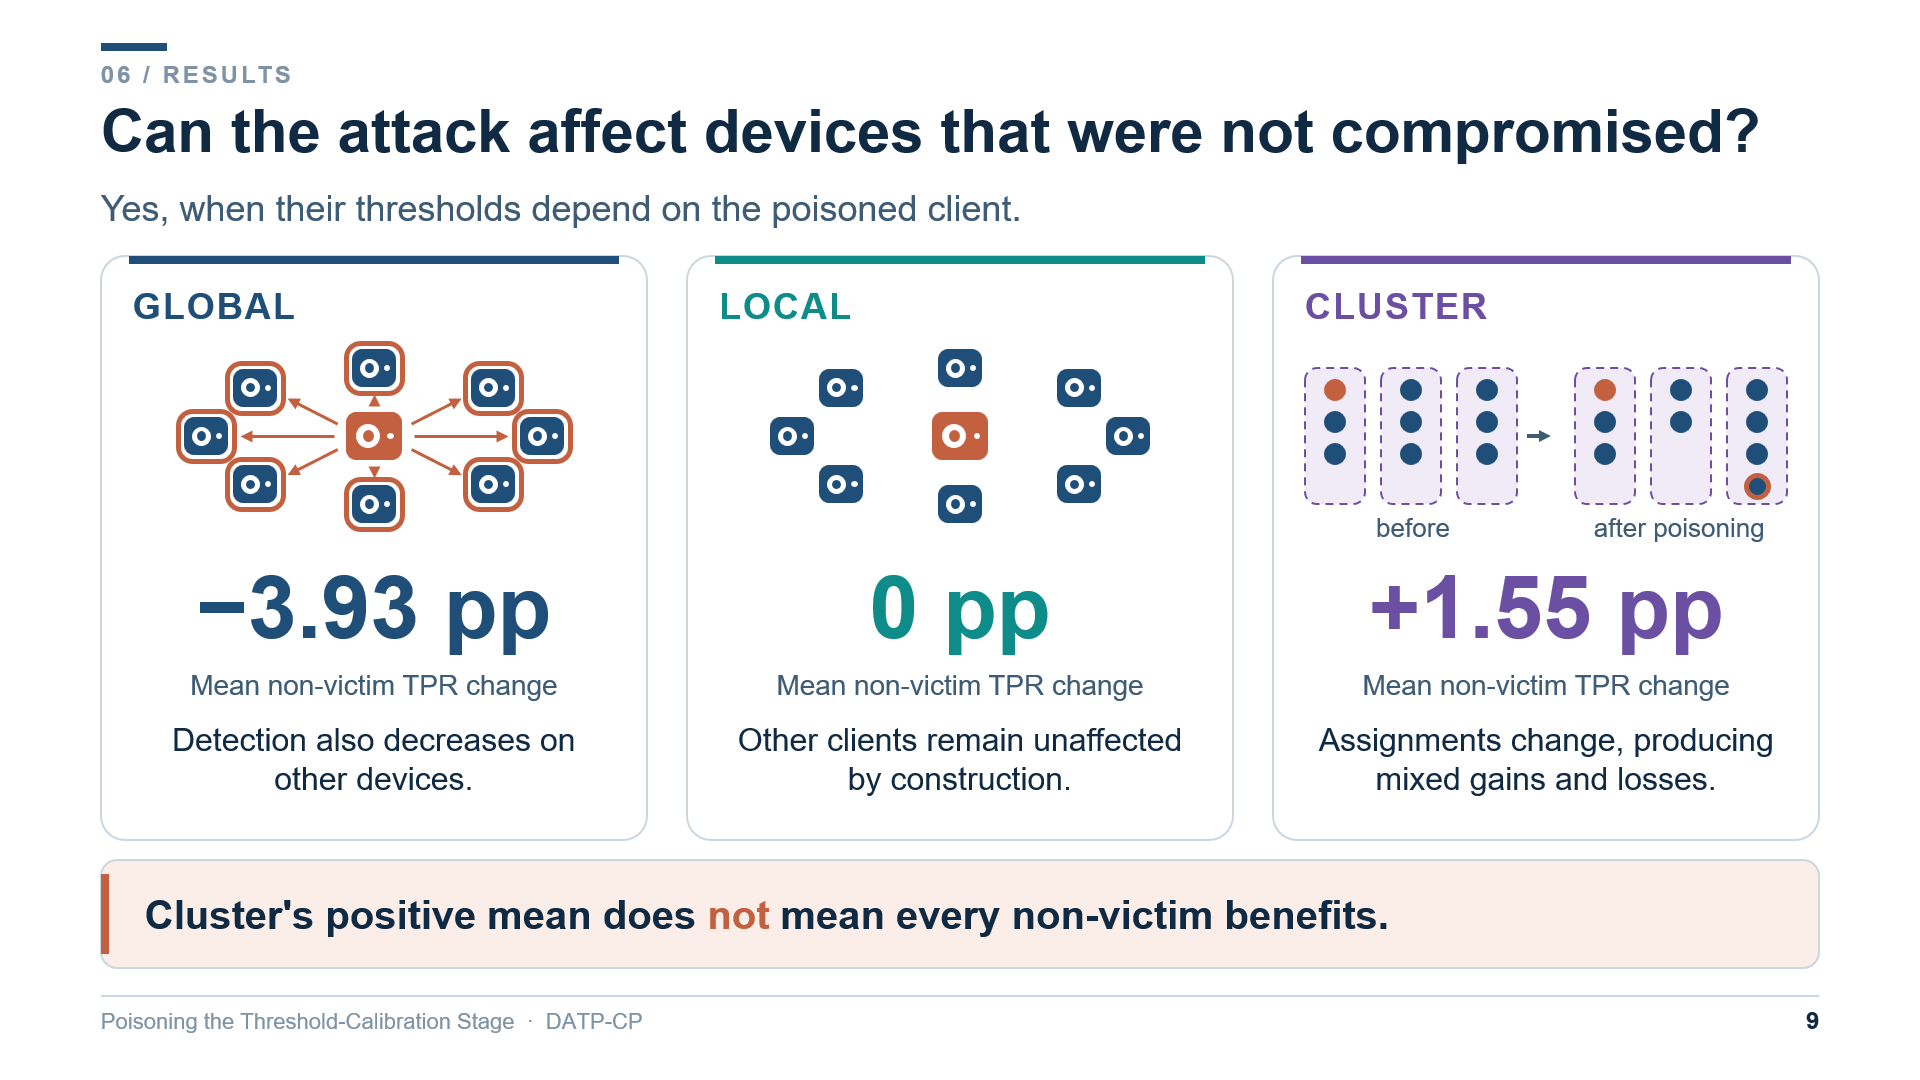 06 / RESULTS
Can the attack affect devices that were not compromised?
Yes, when their thresholds depend on the poisoned client.
GLOBAL
−3.93 pp
Mean non-victim TPR change
Detection also decreases on
other devices.
LOCAL
0 pp
Mean non-victim TPR change
Other clients remain unaffected
by construction.
CLUSTER
before
after poisoning
+1.55 pp
Mean non-victim TPR change
Assignments change, producing
mixed gains and losses.
Cluster's positive mean does not mean every non-victim benefits.
Poisoning the Threshold-Calibration Stage · DATP-CP
9